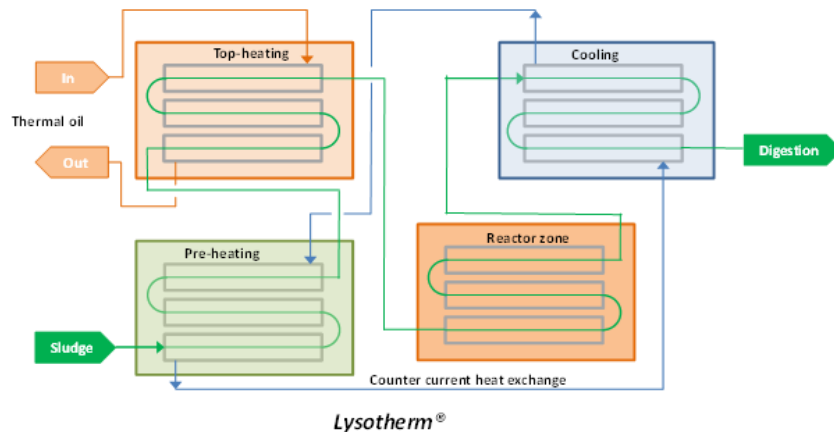 Top-heating
Cooling
In
Thermal oil
Out
Digestion
Reactor zone
Pre-heating
Sludge
Counter current heat exchange
Lysotherm®